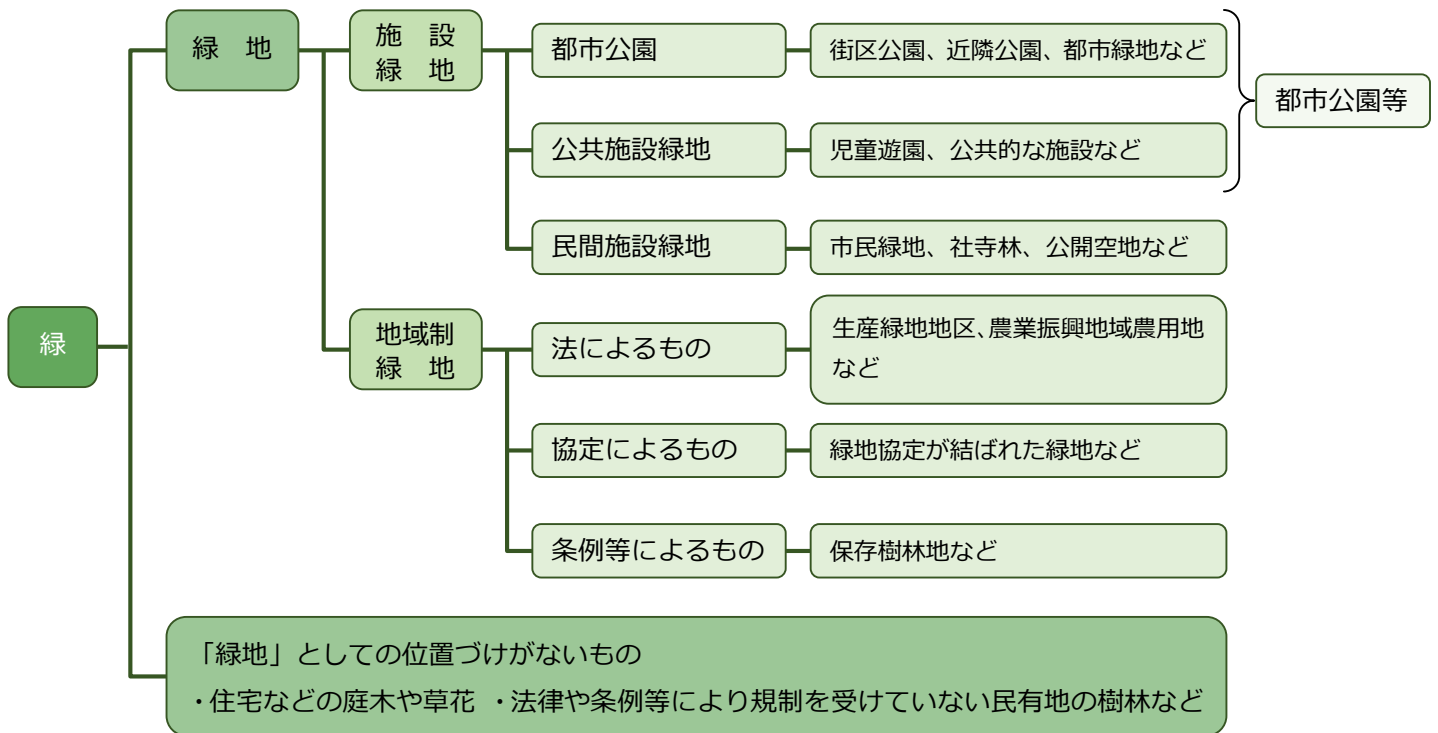 緑
緑　地
施　設
緑　地
都市公園
街区公園、近隣公園、都市緑地など
都市公園等
公共施設緑地
児童遊園、公共的な施設など
民間施設緑地
市民緑地、社寺林、公開空地など
地域制
緑　地
法によるもの
生産緑地地区、農業振興地域農用地
など
協定によるもの
緑地協定が結ばれた緑地など
条例等によるもの
保存樹林地など
「緑地」としての位置づけがないもの
・住宅などの庭木や草花 ・法律や条例等により規制を受けていない民有地の樹林など